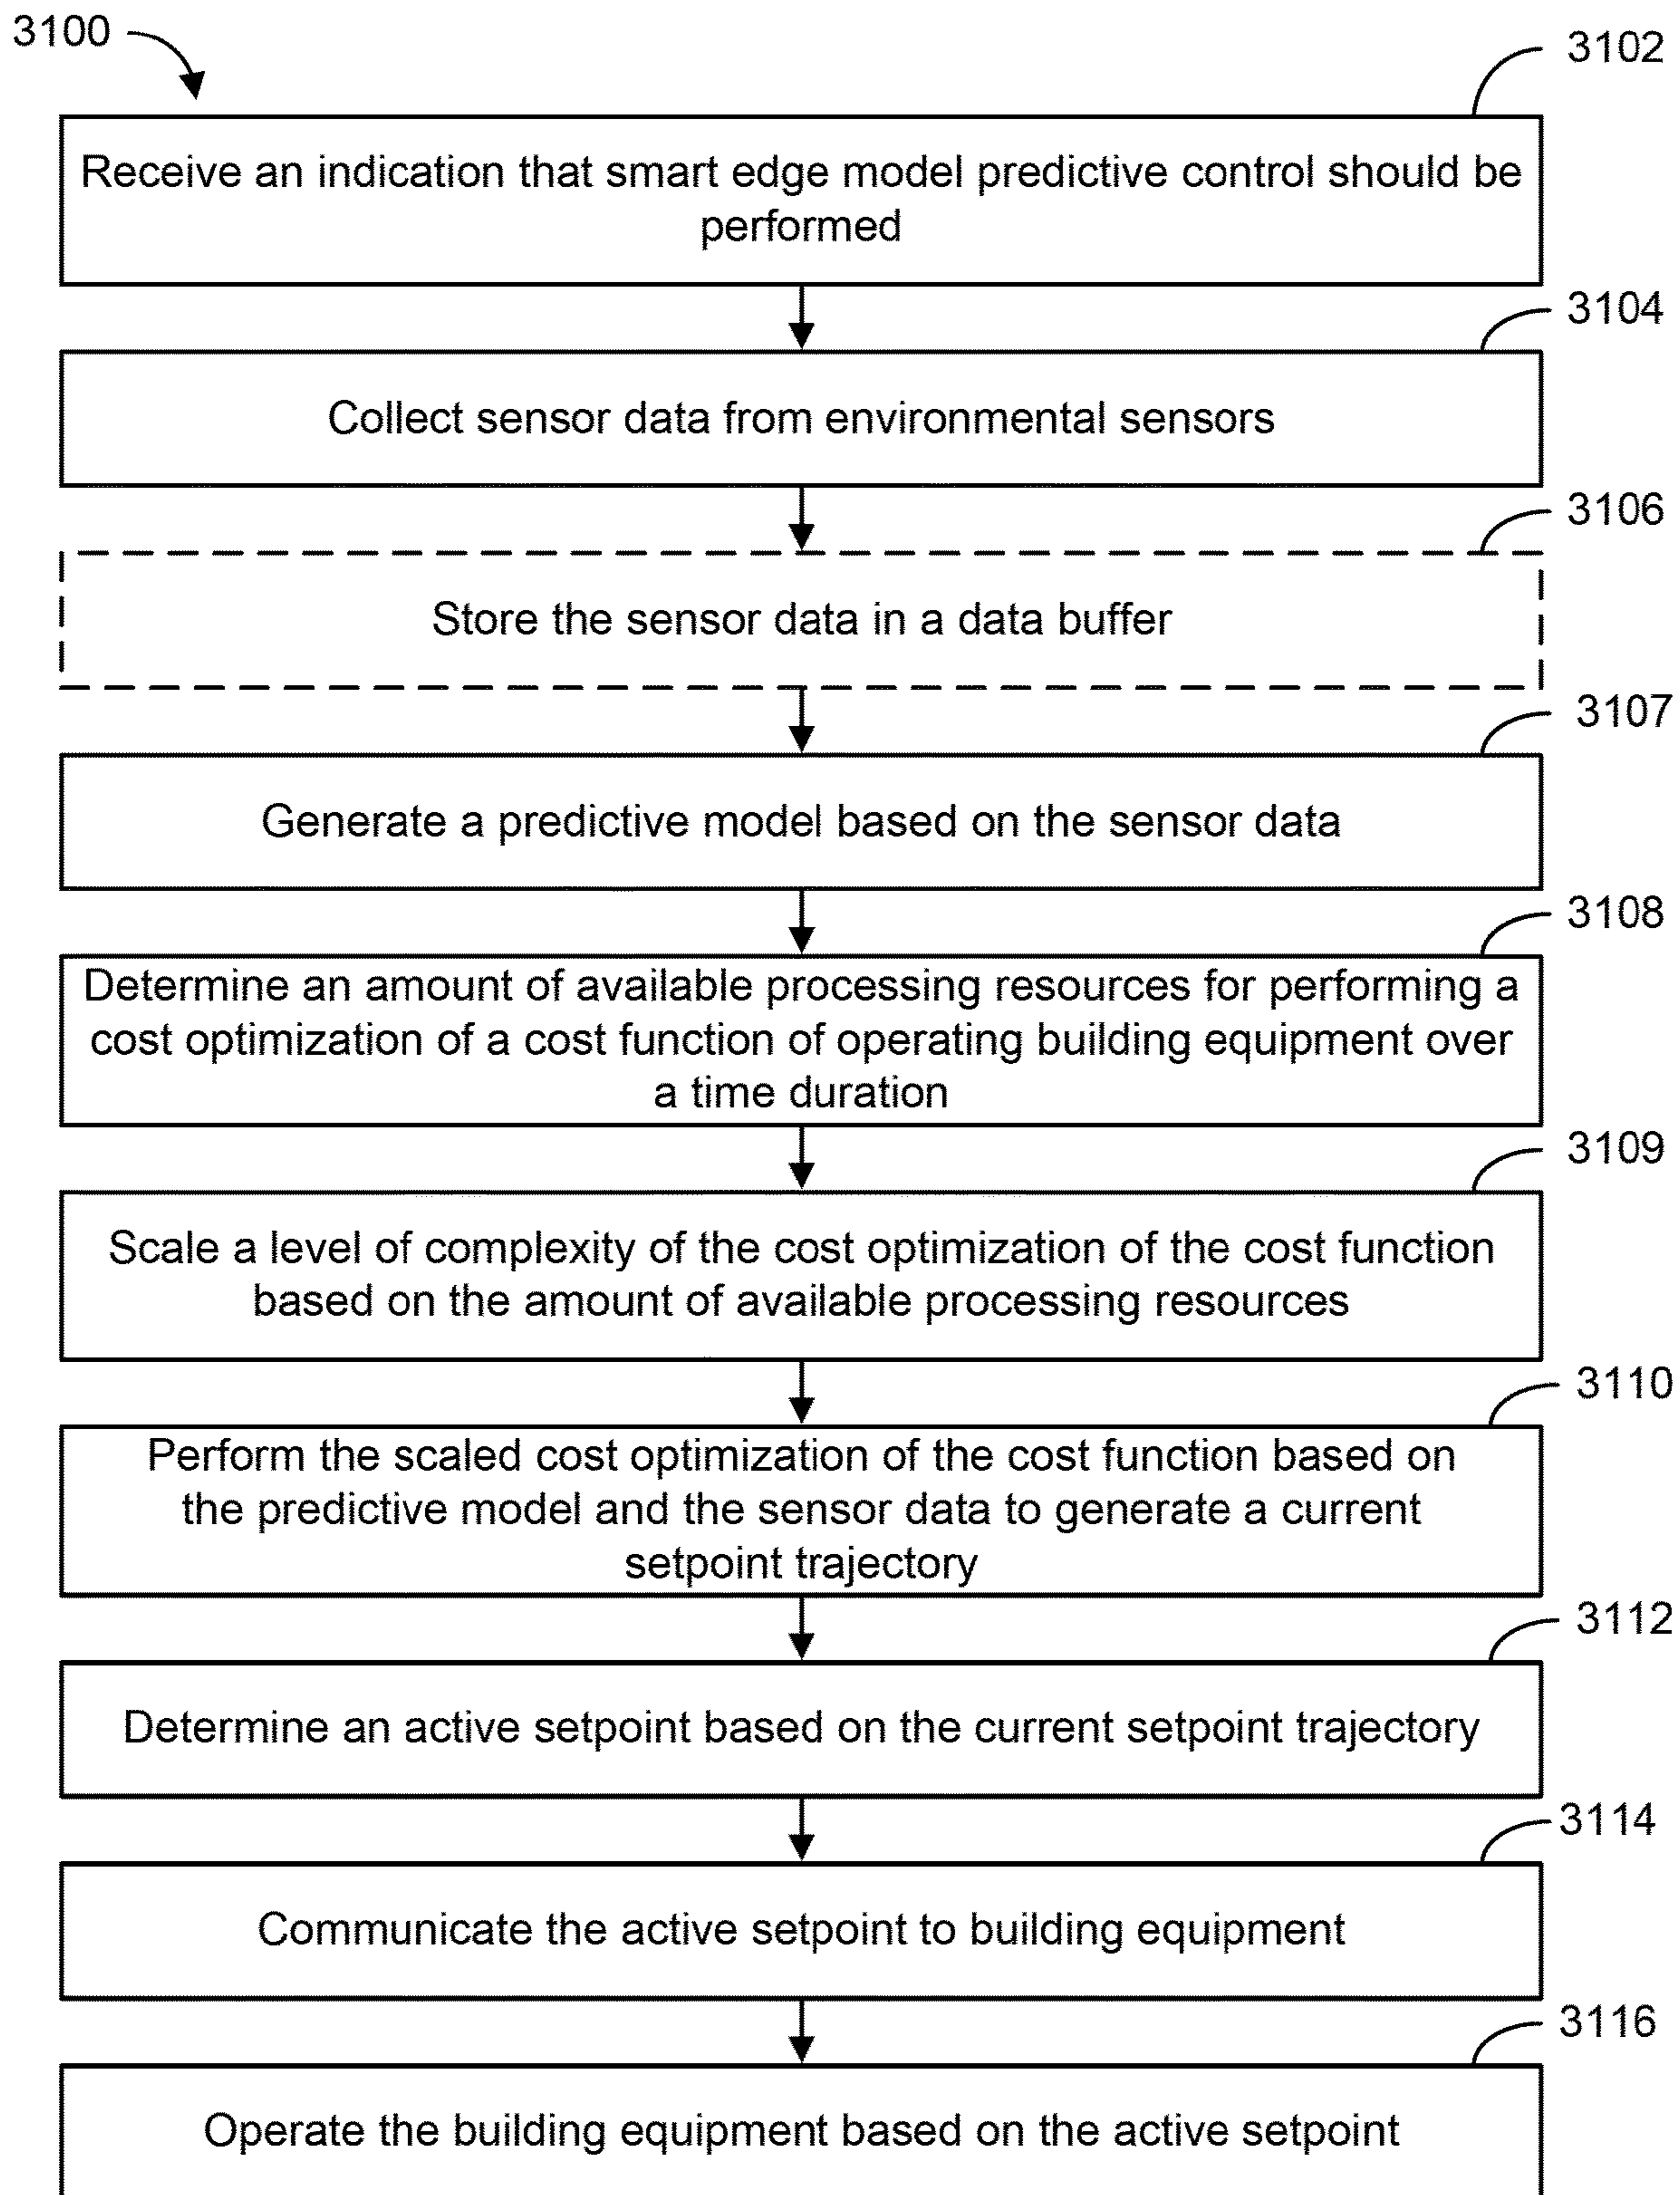 3100
3102
Receive an indication that smart edge model predictive control should be
performed
3104
Collect sensor data from environmental sensors
3106
Store the sensor data in a data buffer
3107
Generate a predictive model based on the sensor data
3108
Determine an amount of available processing resources for performing a
cost optimization of a cost function of operating building equipment over
a time duration
3109
Scale a level of complexity of the cost optimization of the cost function
based on the amount of available processing resources
3110
Perform the scaled cost optimization of the cost function based on
the predictive model and the sensor data to generate a current
setpoint trajectory
3112
Determine an active setpoint based on the current setpoint trajectory
3114
Communicate the active setpoint to building equipment
3116
Operate the building equipment based on the active setpoint